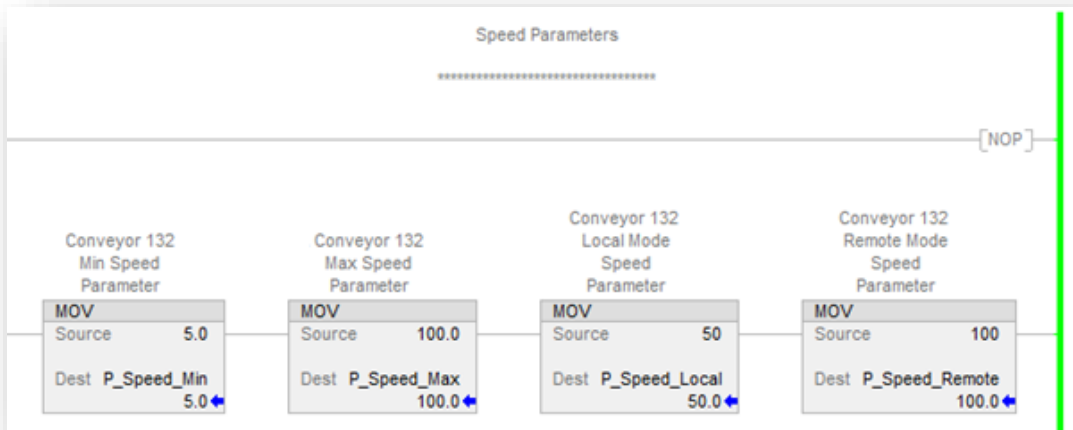 Speed Parameters
**********************************
[NOP]
Conveyor 132
Min Speed
Parameter
MOV
Source 5.0
Dest P_Speed_Min
5.0
Conveyor 132
Max Speed
Parameter
MOV
Source 100.0
Dest P_Speed_Max
100.0
Conveyor 132
Local Mode
Speed
Parameter
MOV
Source 50
Dest P_Speed_Local
50.0
Conveyor 132
Remote Mode
Speed
Parameter
MOV
Source 100
Dest P_Speed_Remote
100.0